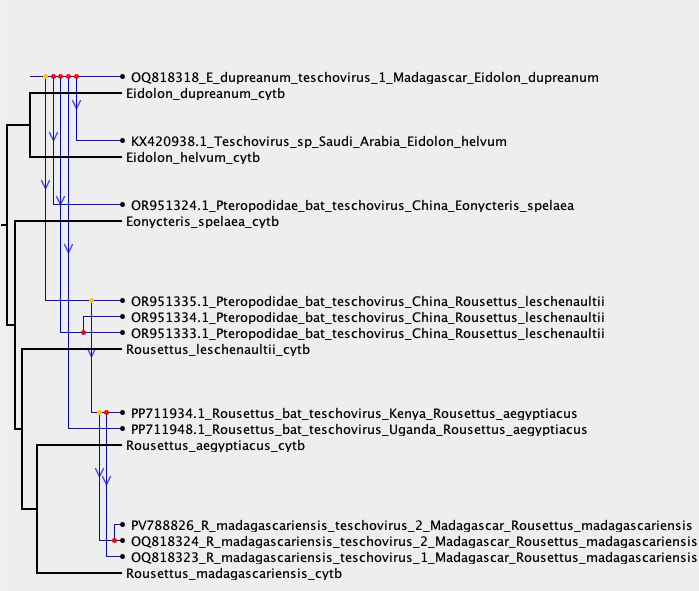 OQ818318_E_dupreanum_teschovirus_1_Madagascar_Eidolon_dupreanum
Eidolon_dupreanum_cytb
KX420938.1_Teschovirus_sp_Saudi_Arabia_Eidolon_helvum
Eidolon_helvum_cytb
OR951324.1_Pteropodidae_bat_teschovirus_China_Eonycteris_spelaea
Eonycteris_spelaea_cytb
OR951335.1_Pteropodidae_bat_teschovirus_China_Rousettus_leschenaultii
OR951334.1_Pteropodidae_bat_teschovirus_China_Rousettus_leschenaultii
OR951333.1_Pteropodidae_bat_teschovirus_China_Rousettus_leschenaultii
Rousettus_leschenaultii_cytb
PP711934.1_Rousettus_bat_teschovirus_Kenya_Rousettus_aegyptiacus
PP711948.1_Rousettus_bat_teschovirus_Uganda_Rousettus_aegyptiacus
Rousettus_aegyptiacus_cytb
PV788826_R_madagascariensis_teschovirus_2_Madagascar_Rousettus_madagascariensis
OQ818324_R_madagascariensis_teschovirus_2_Madagascar_Rousettus_madagascariensis
OQ818323_R_madagascariensis_teschovirus_1_Madagascar_Rousettus_madagascariensis
Rousettus_madagascariensis_cytb